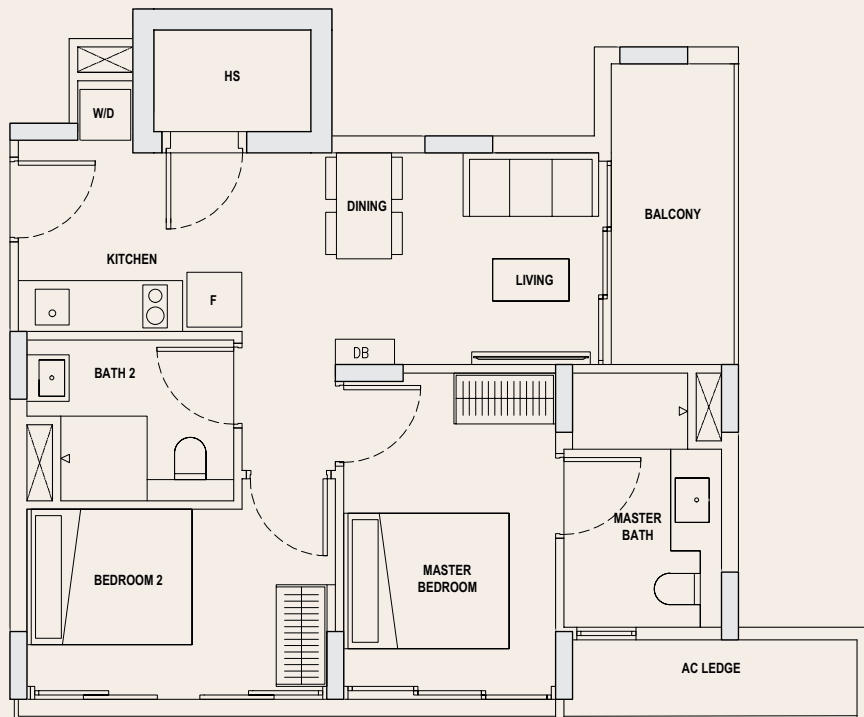 HS
W/D
DINING
BALCONY
KITCHEN
LIVING
F
DB
BATH 2
MASTER
BATH
MASTER
BEDROOM
BEDROOM 2
AC LEDGE